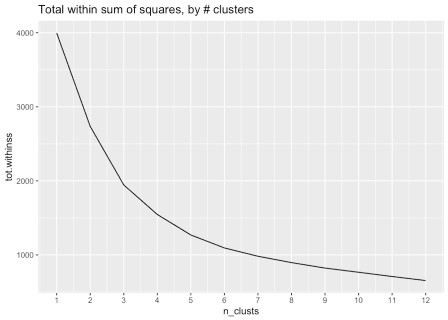 Total within sum of squares, by # clusters
4000
3000
2000
1000
tot.withinss
1 2 3 4 5 6 7 8 9 10 11 12
n_clusts